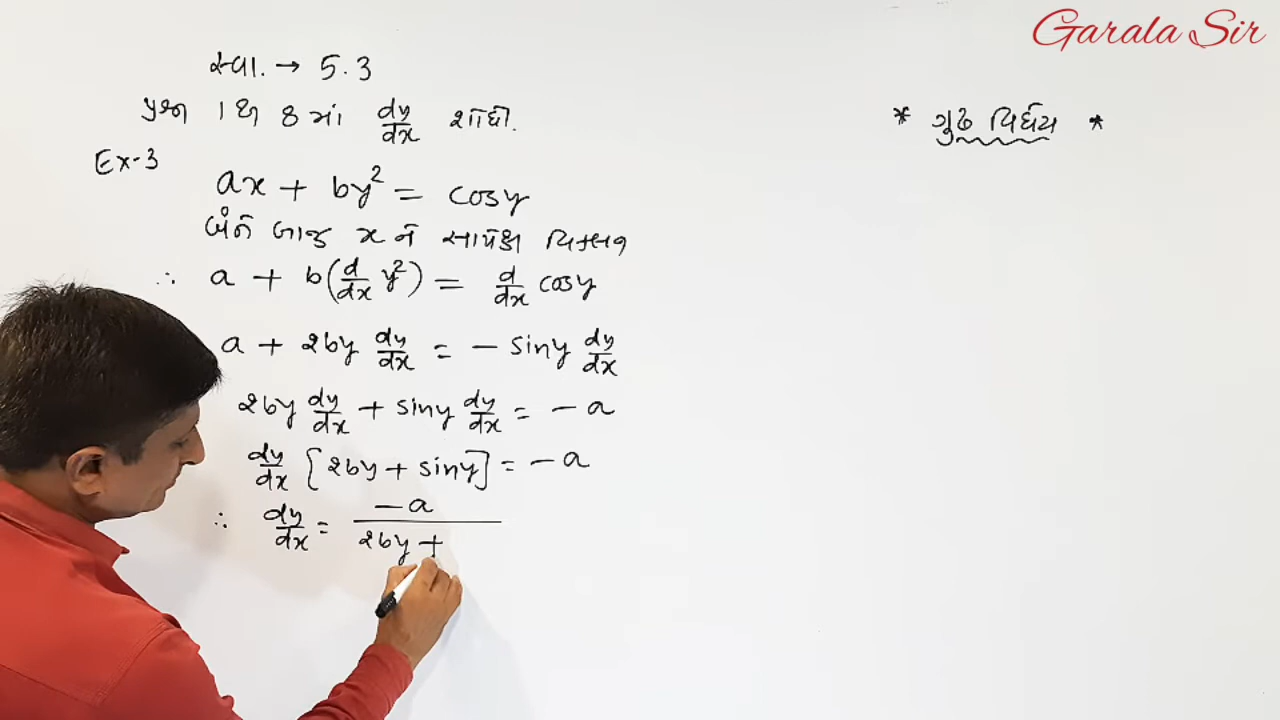 Garala Sir
સ્વા. → 5.3
પ્રશ્ન 1 થી 8 માં dy/dx શોધો.
* ગુઢ વિધેય *
Ex-3
ax + by² = cosy
બંને બાજુ x ને સાપેક્ષ વિકલન
∴ a + b(d/dx y²) = d/dx cosy
a + 2by dy/dx = - siny dy/dx
2by dy/dx + siny dy/dx = - a
dy/dx [2by + siny] = - a
∴ dy/dx = -a / 2by +